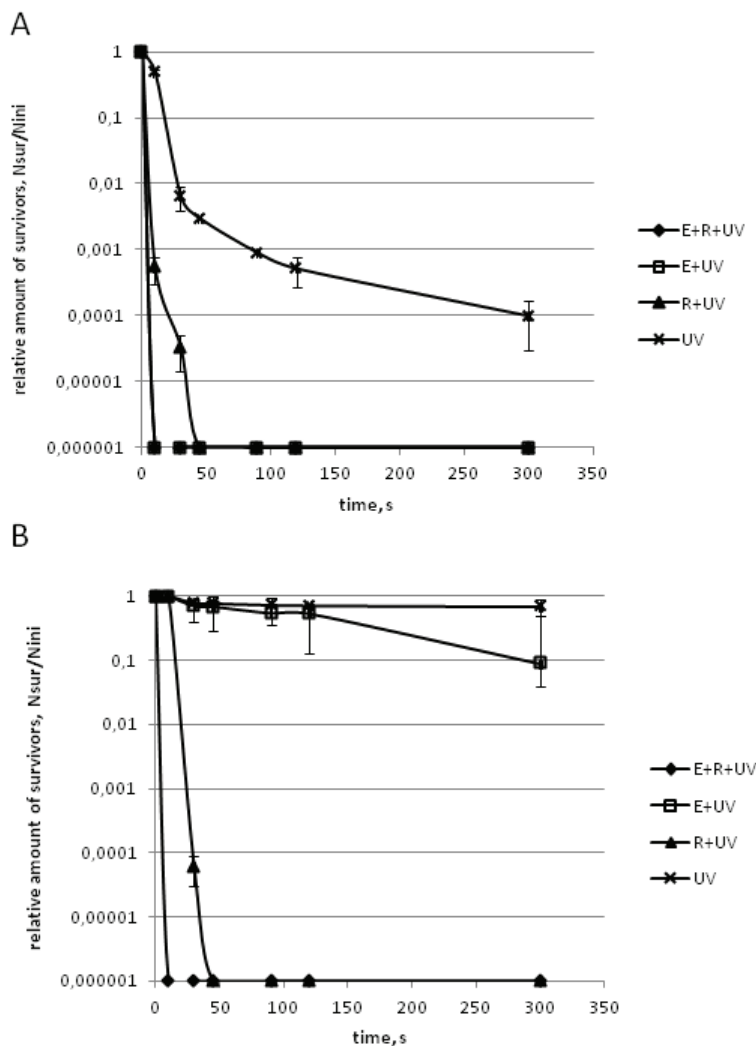 A
relative amount of survivors, Nsur/Nini
1
0,1
0,01
0,001
0,0001
0,00001
0,000001
0 50 100 150 200 250 300 350
time,s
E+R+UV
E+UV
R+UV
UV
B
relative amount of survivors, Nsur/Nini
1
0,1
0,01
0,001
0,0001
0,00001
0,000001
0 50 100 150 200 250 300 350
time,s
E+R+UV
E+UV
R+UV
UV